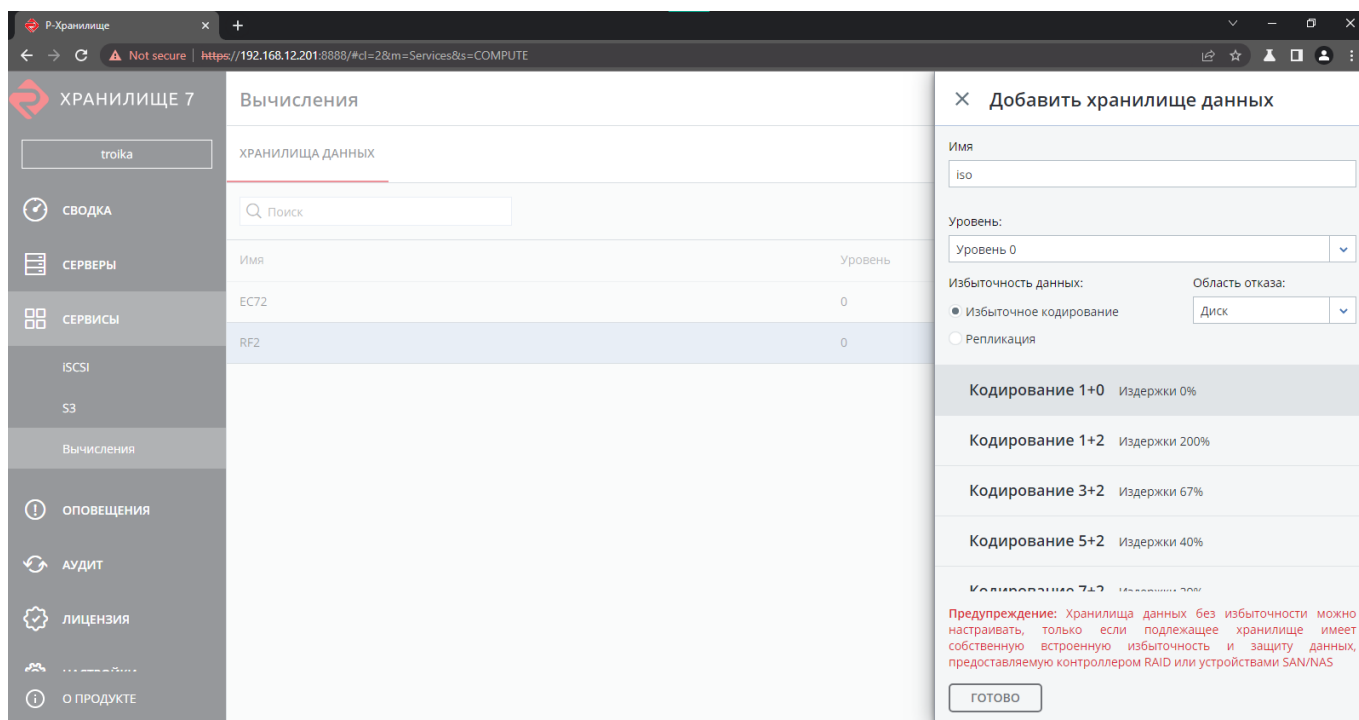 Р-Хранилище
Not secure | https://192.168.12.201:8888/#cl=2&m=Services&s=COMPUTE
ХРАНИЛИЩЕ 7
troika
СВОДКА
СЕРВЕРЫ
СЕРВИСЫ
iSCSI
S3
Вычисления
ОПОВЕЩЕНИЯ
АУДИТ
ЛИЦЕНЗИЯ
НАСТРОЙКИ
О ПРОДУКТЕ
Вычисления
ХРАНИЛИЩА ДАННЫХ
Поиск
Имя Уровень
EC72 0
RF2 0
Добавить хранилище данных
Имя
iso
Уровень:
Уровень 0
Избыточность данных: Область отказа:
Избыточное кодирование Диск
Репликация
Кодирование 1+0 Издержки 0%
Кодирование 1+2 Издержки 200%
Кодирование 3+2 Издержки 67%
Кодирование 5+2 Издержки 40%
Кодирование 7+2
Предупреждение: Хранилища данных без избыточности можно
настраивать, только если подлежащее хранилище имеет
собственную встроенную избыточность и защиту данных,
предоставляемую контроллером RAID или устройствами SAN/NAS
ГОТОВО